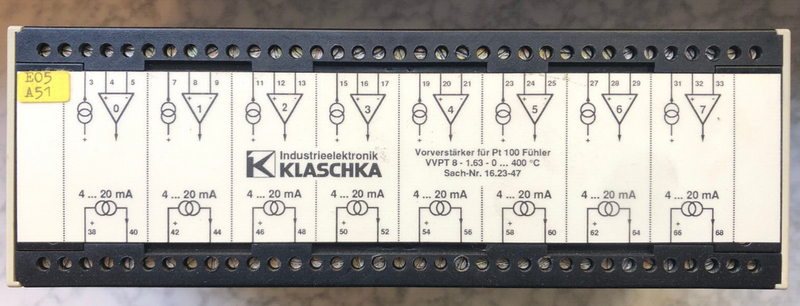 E05
A51
3 4 5 7 8 9 11 12 13 15 16 17 19 20 21 23 24 25 27 28 29 31 32 33
0 1 2 3 4 5 6 7
Industrieelektronik
KLASCHKA
Vorverstärker für Pt 100 Fühler
VVPT 8 - 1.63 - 0 ... 400 °C
Sach-Nr. 16.23-47
4 ... 20 mA 4 ... 20 mA 4 ... 20 mA 4 ... 20 mA 4 ... 20 mA 4 ... 20 mA 4 ... 20 mA 4 ... 20 mA
38 40 42 44 46 48 50 52 54 56 58 60 62 64 66 68